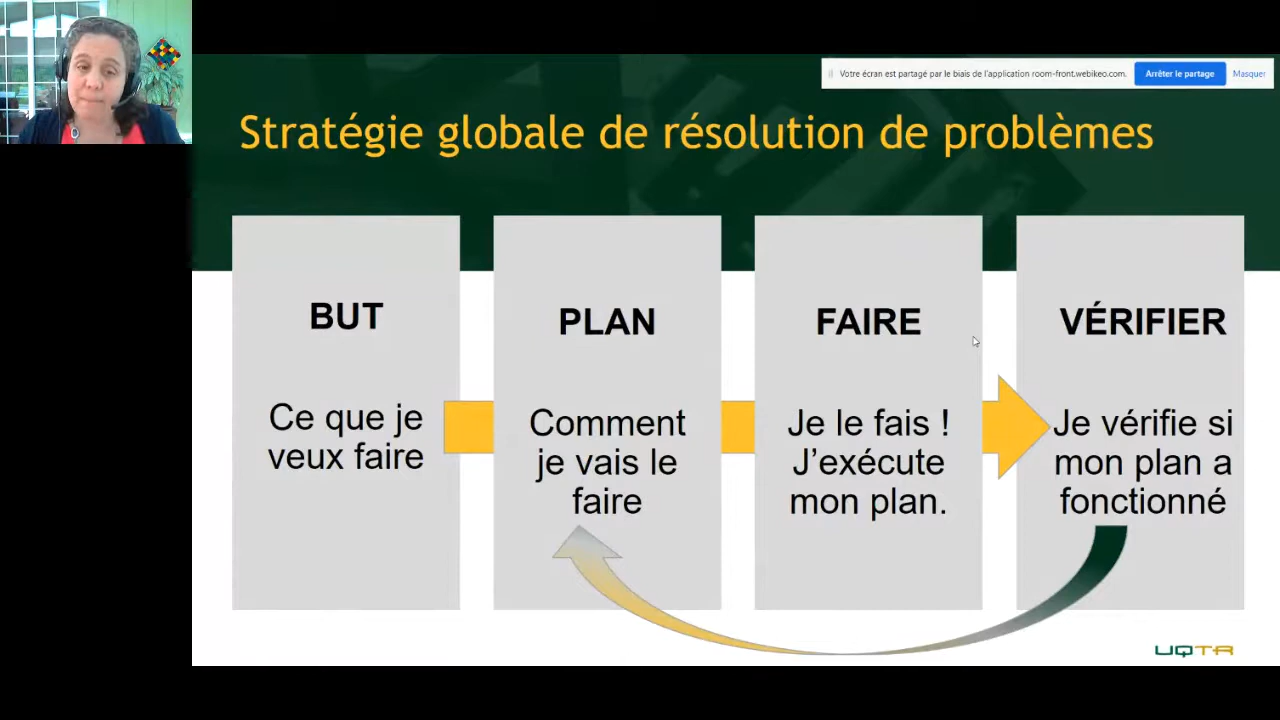 Votre écran est partagé par le biais de l'application room-front.webikeo.com. Arrêter le partage Masquer
Stratégie globale de résolution de problèmes
BUT
Ce que je
veux faire
PLAN
Comment
je vais le
faire
FAIRE
Je le fais !
J'exécute
mon plan.
VÉRIFIER
Je vérifie si
mon plan a
fonctionné
UQTR